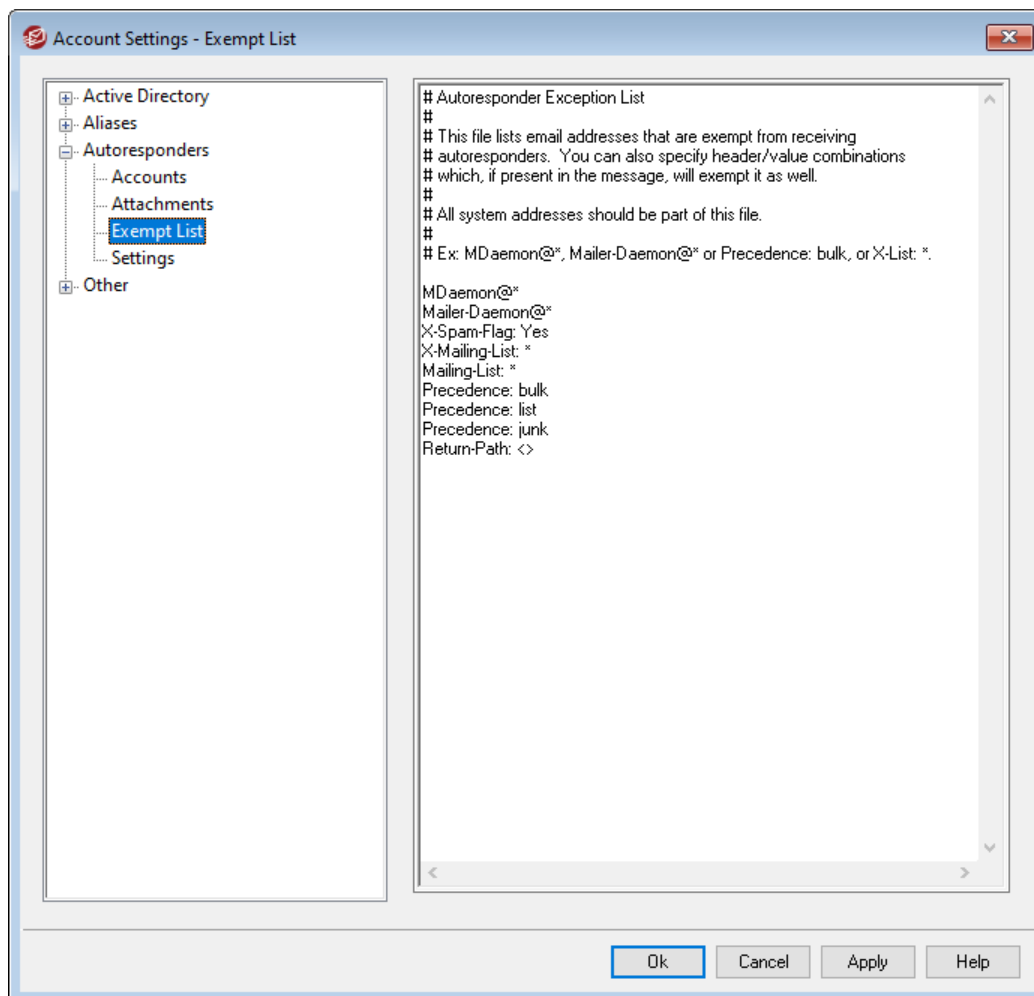 Account Settings - Exempt List
Active Directory
Aliases
Autoresponders
Accounts
Attachments
Exempt List
Settings
Other
# Autoresponder Exception List
#
# This file lists email addresses that are exempt from receiving
# autoresponders.  You can also specify header/value combinations
# which, if present in the message, will exempt it as well.
#
# All system addresses should be part of this file.
#
# Ex: MDaemon@*, Mailer-Daemon@* or Precedence: bulk, or X-List: *.
MDaemon@*
Mailer-Daemon@*
X-Spam-Flag: Yes
X-Mailing-List: *
Mailing-List: *
Precedence: bulk
Precedence: list
Precedence: junk
Return-Path: <>
Ok Cancel Apply Help